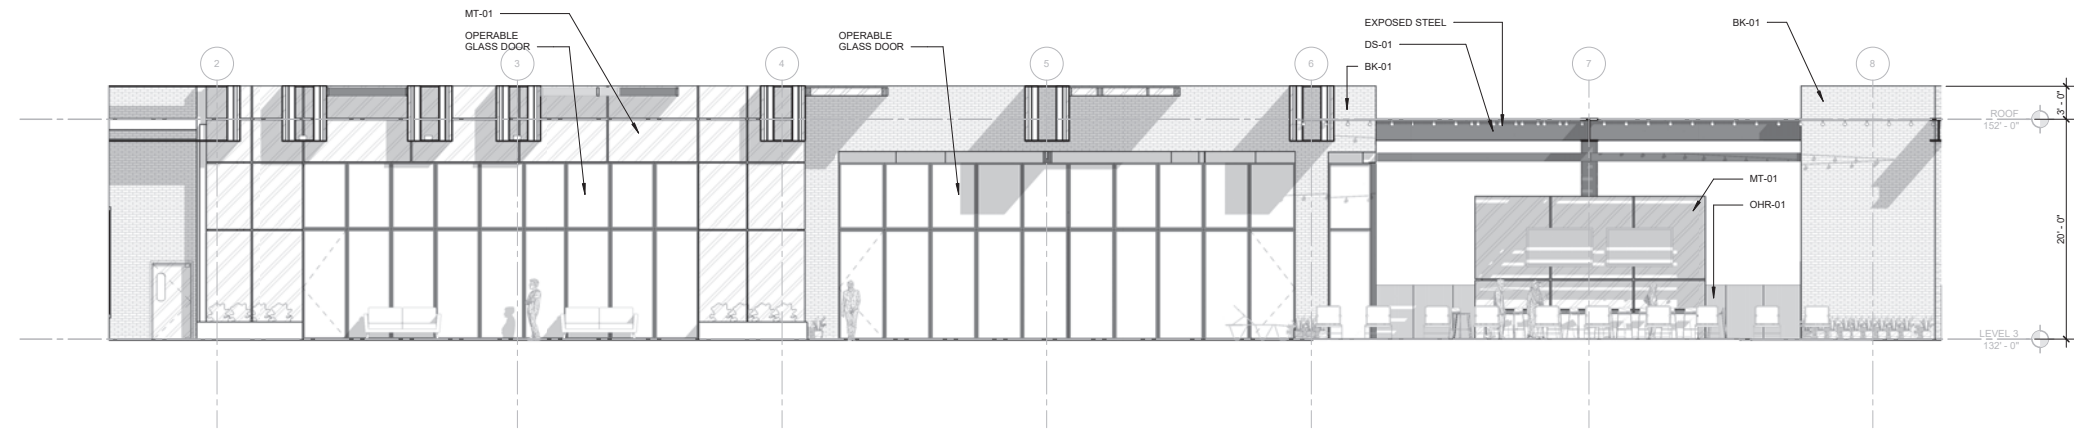 MT-01
OPERABLE
GLASS DOOR
OPERABLE
GLASS DOOR
EXPOSED STEEL
DS-01
BK-01
BK-01
2
3
4
5
6
7
8
3' - 0"
ROOF
152' - 0"
MT-01
OHR-01
20' - 0"
LEVEL 3
132' - 0"